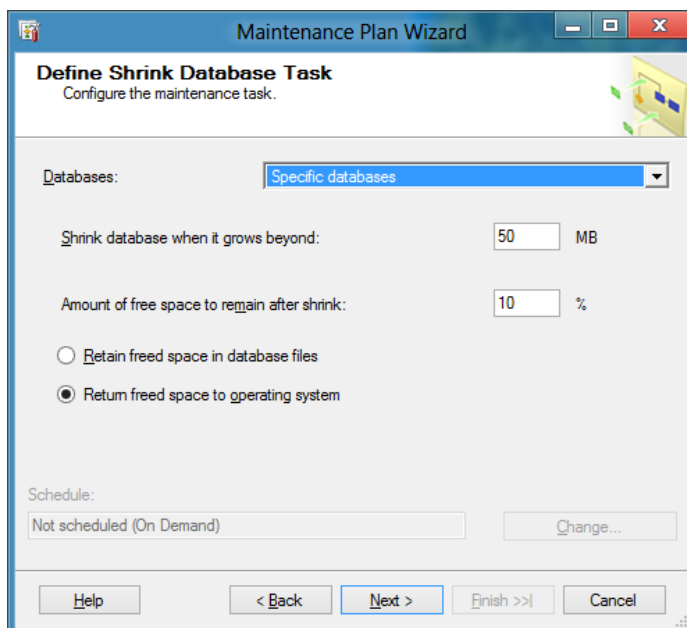 Maintenance Plan Wizard
Define Shrink Database Task
Configure the maintenance task.
Databases: Specific databases
Shrink database when it grows beyond: 50 MB
Amount of free space to remain after shrink: 10 %
Retain freed space in database files
Return freed space to operating system
Schedule:
Not scheduled (On Demand) Change...
Help < Back Next > Finish >>| Cancel